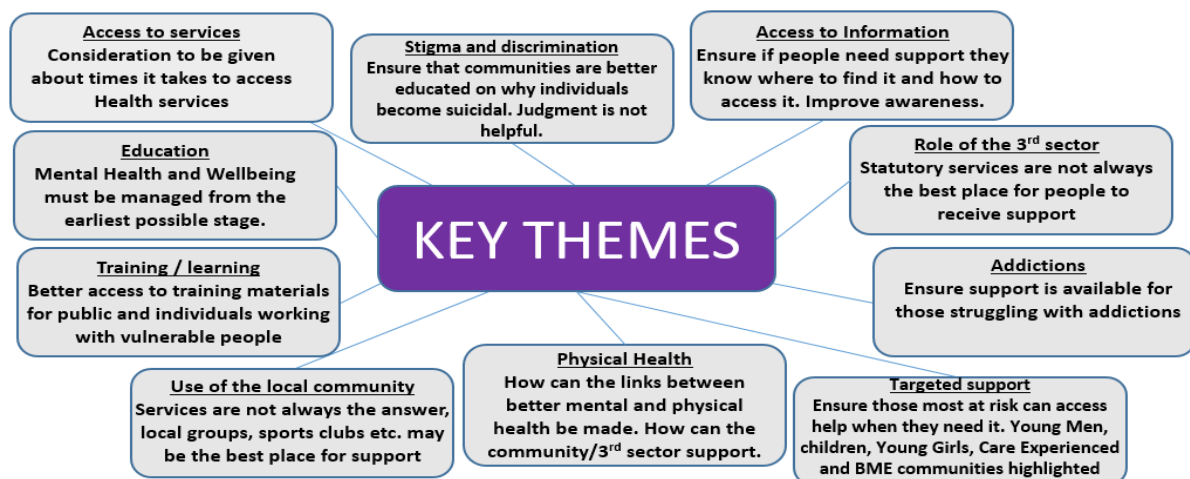 Access to services
Consideration to be given
about times it takes to access
Health services
Stigma and discrimination
Ensure that communities are better
educated on why individuals
become suicidal. Judgment is not
helpful.
Access to Information
Ensure if people need support they
know where to find it and how to
access it. Improve awareness.
Education
Mental Health and Wellbeing
must be managed from the
earliest possible stage.
Role of the 3rd sector
Statutory services are not always
the best place for people to
receive support
KEY THEMES
Training / learning
Better access to training materials
for public and individuals working
with vulnerable people
Addictions
Ensure support is available for
those struggling with addictions
Use of the local community
Services are not always the answer,
local groups, sports clubs etc. may
be the best place for support
Physical Health
How can the links between
better mental and physical
health be made. How can the
community/3rd sector support.
Targeted support
Ensure those most at risk can access
help when they need it. Young Men,
children, Young Girls, Care Experienced
and BME communities highlighted